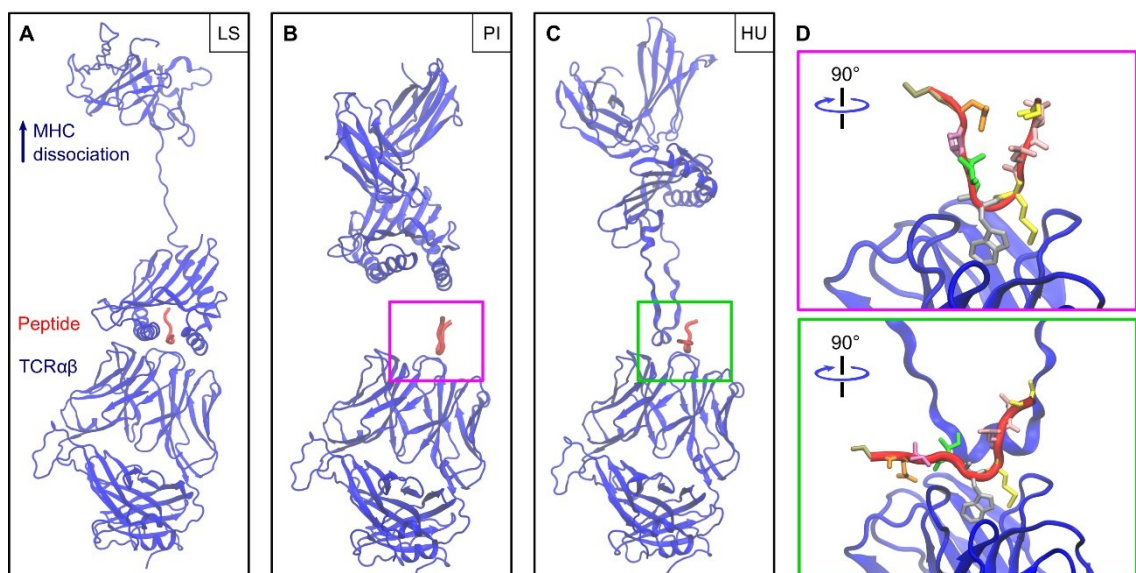 A
LS
MHC
dissociation
Peptide
TCRαβ
B
PI
C
HU
D
90°
90°